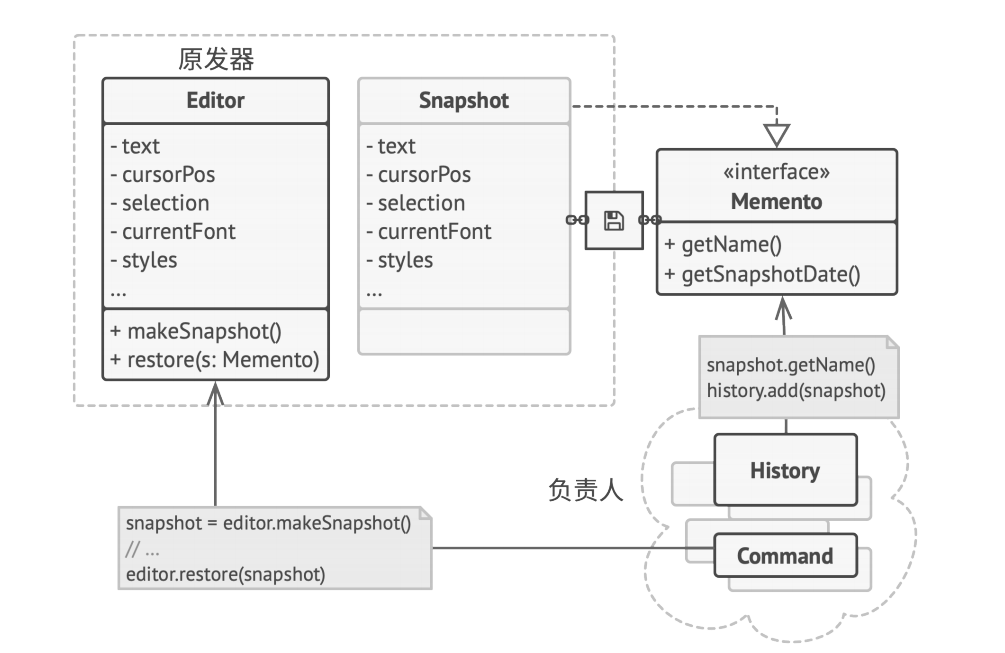 原发器
Editor
- text
- cursorPos
- selection
- currentFont
- styles
...
+ makeSnapshot()
+ restore(s: Memento)
Snapshot
- text
- cursorPos
- selection
- currentFont
- styles
...
«interface»
Memento
+ getName()
+ getSnapshotDate()
snapshot.getName()
history.add(snapshot)
History
负责人
Command
snapshot = editor.makeSnapshot()
// ...
editor.restore(snapshot)